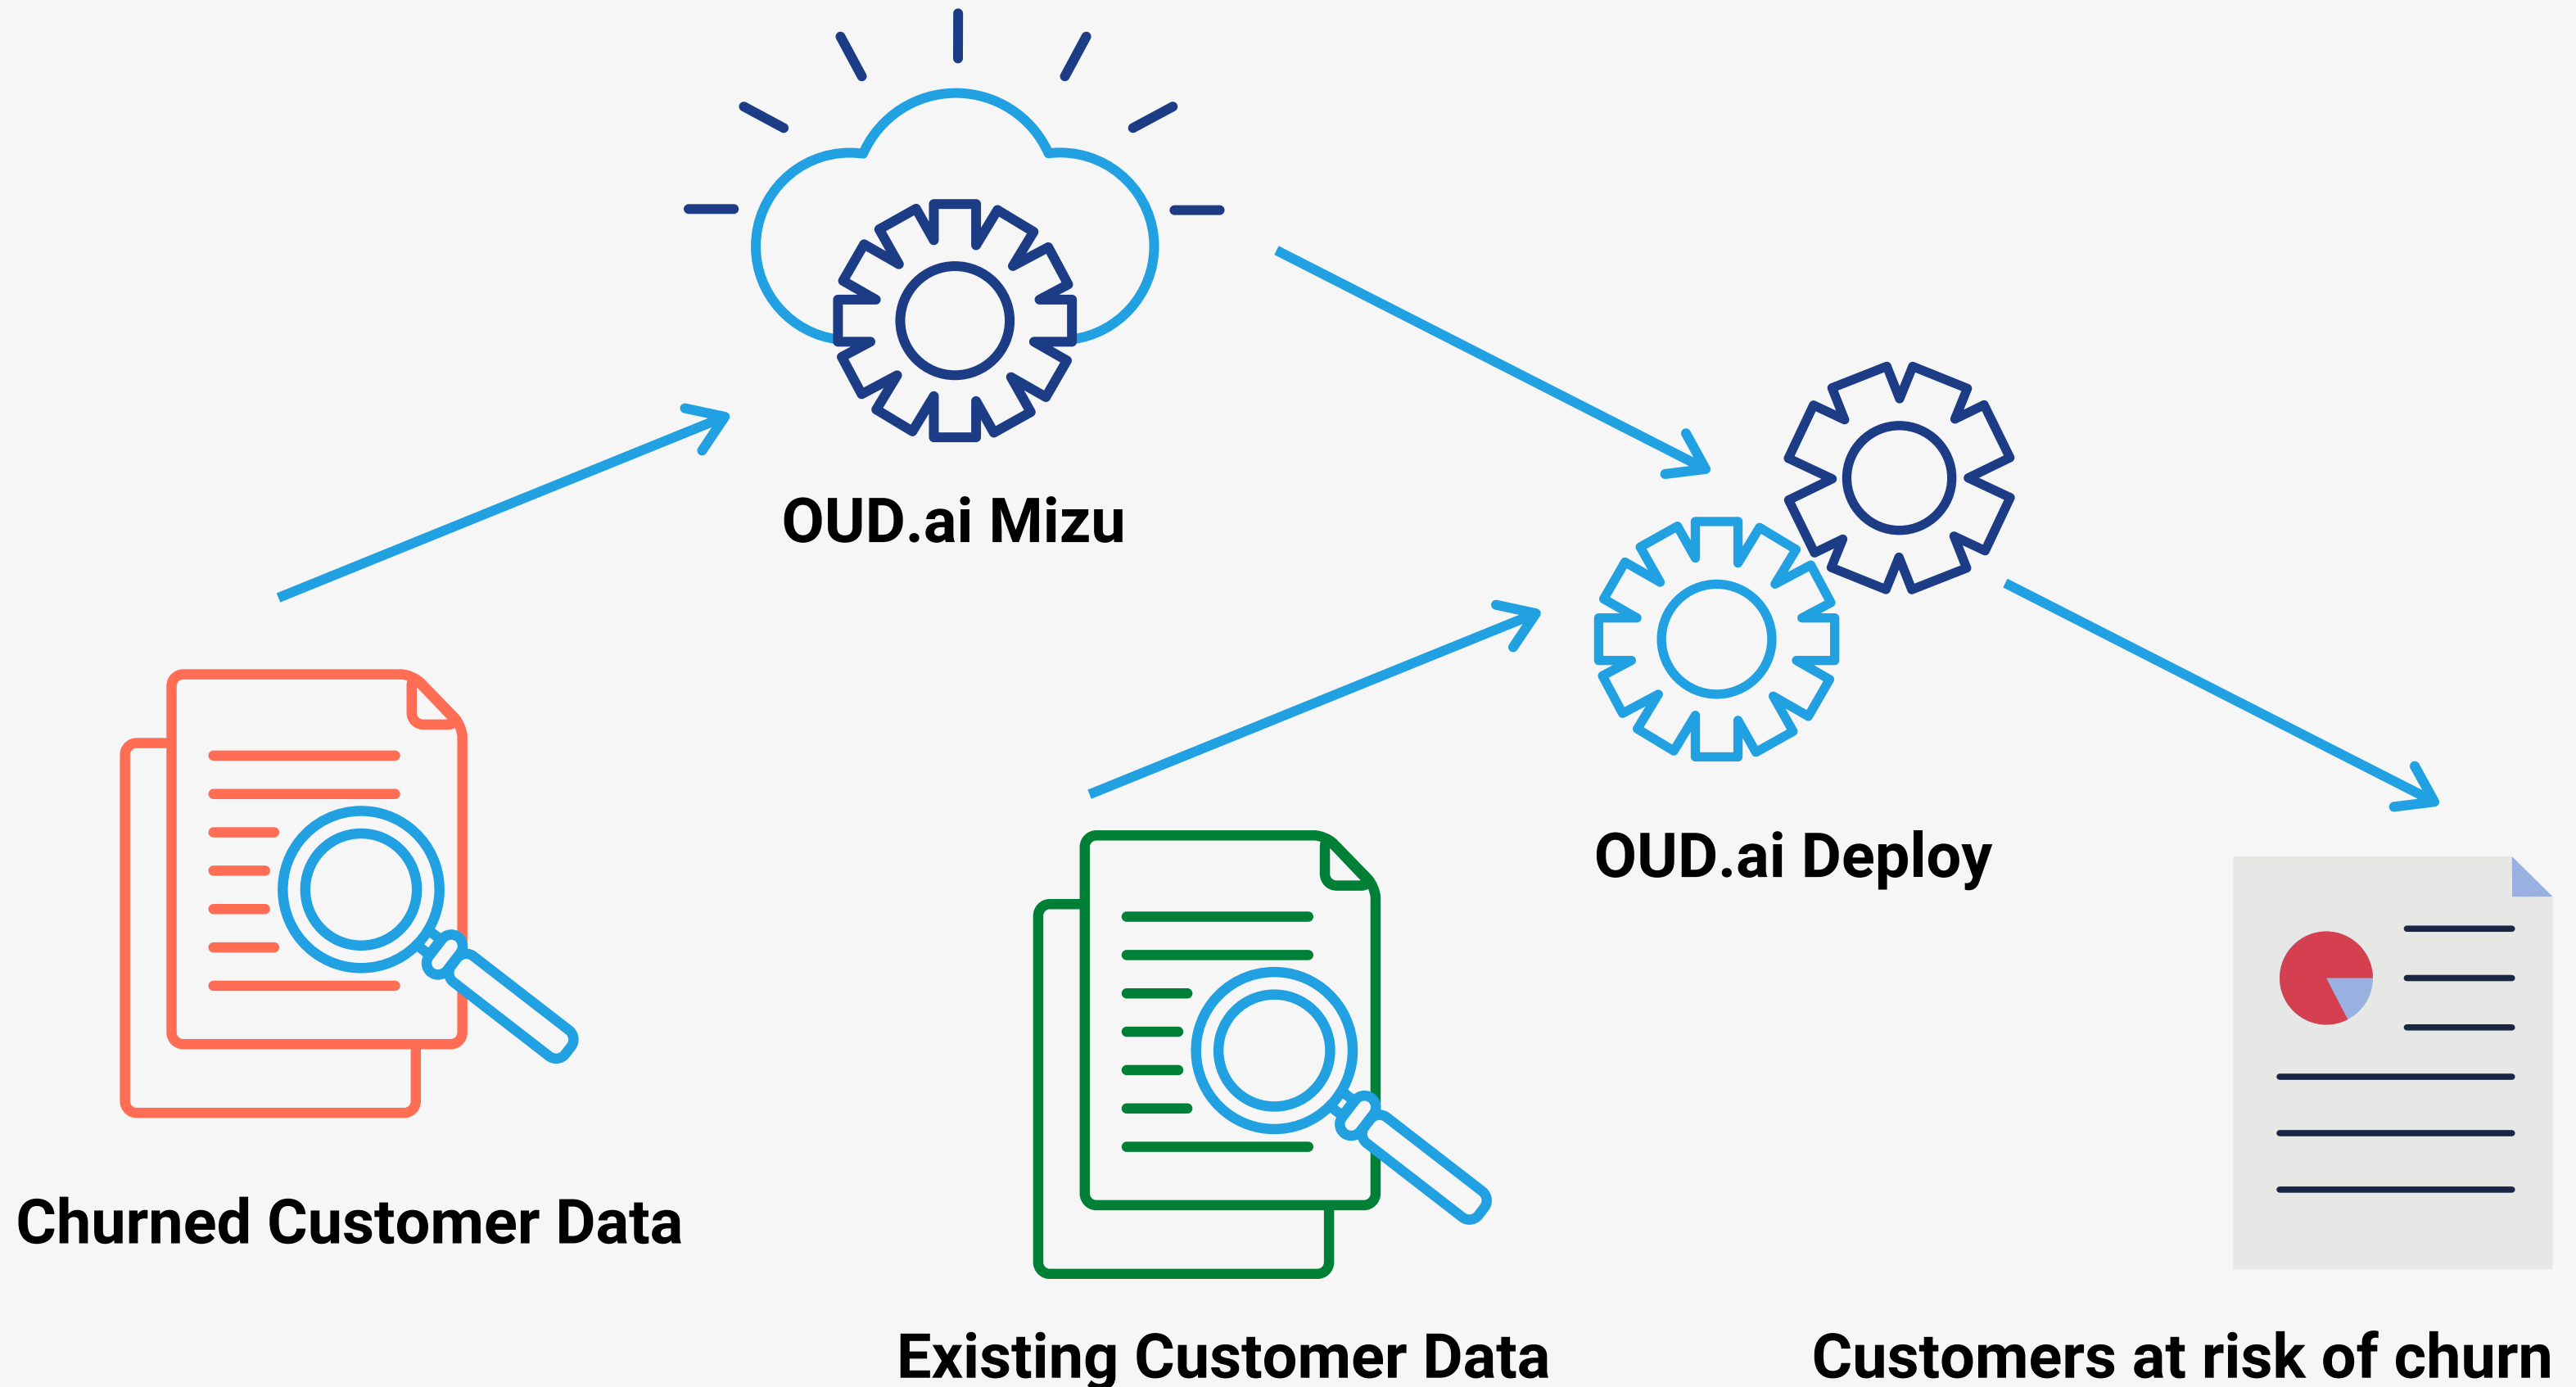 OUD.ai Mizu
OUD.ai Deploy
Churned Customer Data
Existing Customer Data
Customers at risk of churn